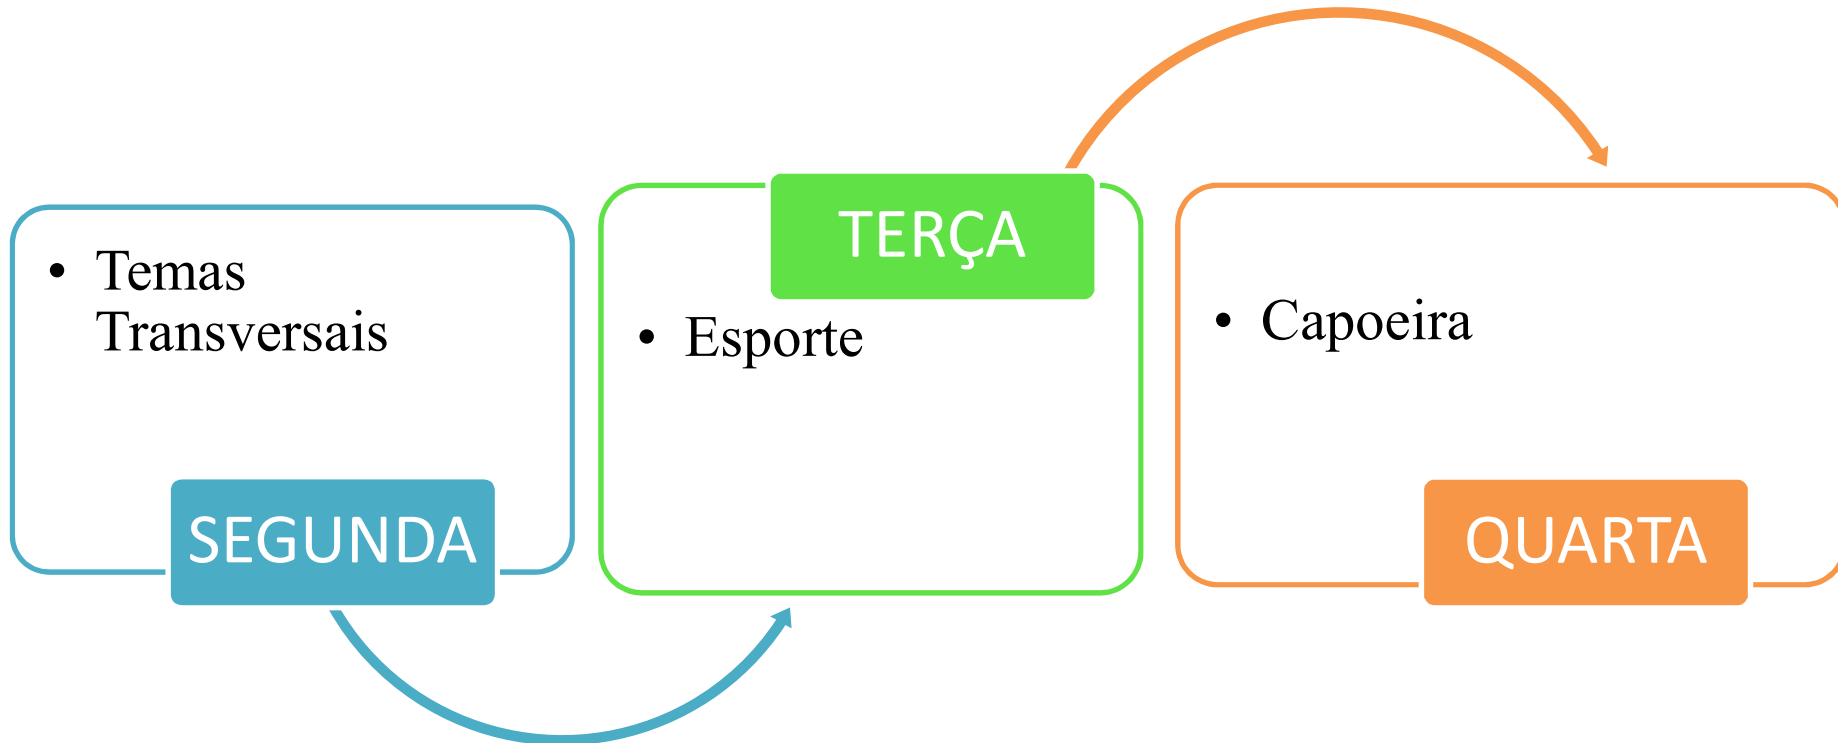 • Temas
Transversais
SEGUNDA
TERÇA
• Esporte
• Capoeira
QUARTA